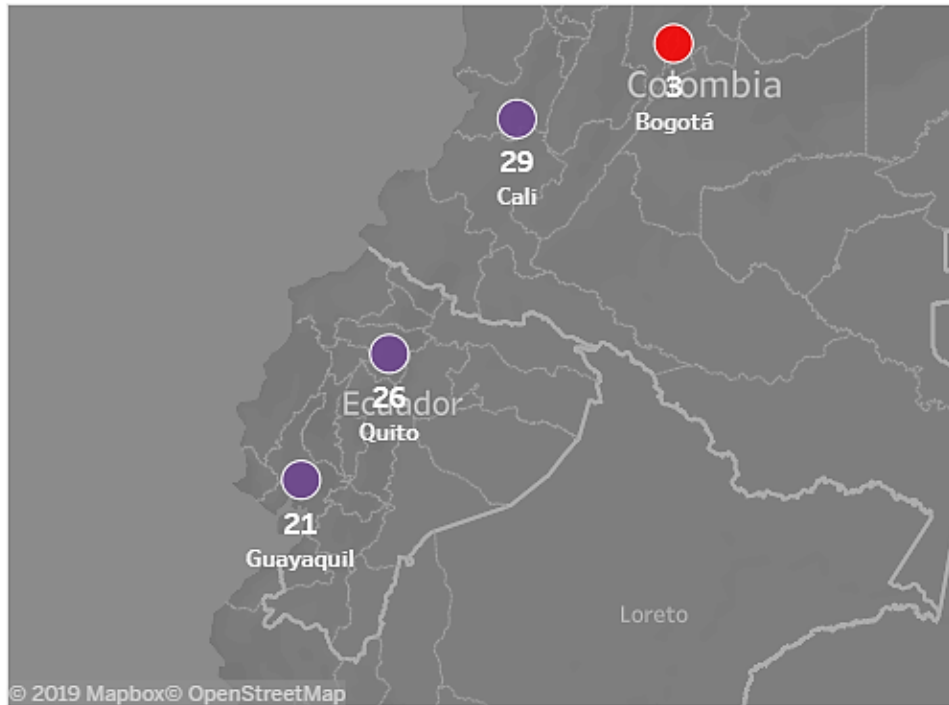 Colombia
3
Bogotá
29
Cali
26
Ecuador
Quito
21
Guayaquil
Loreto
© 2019 Mapbox© OpenStreetMap